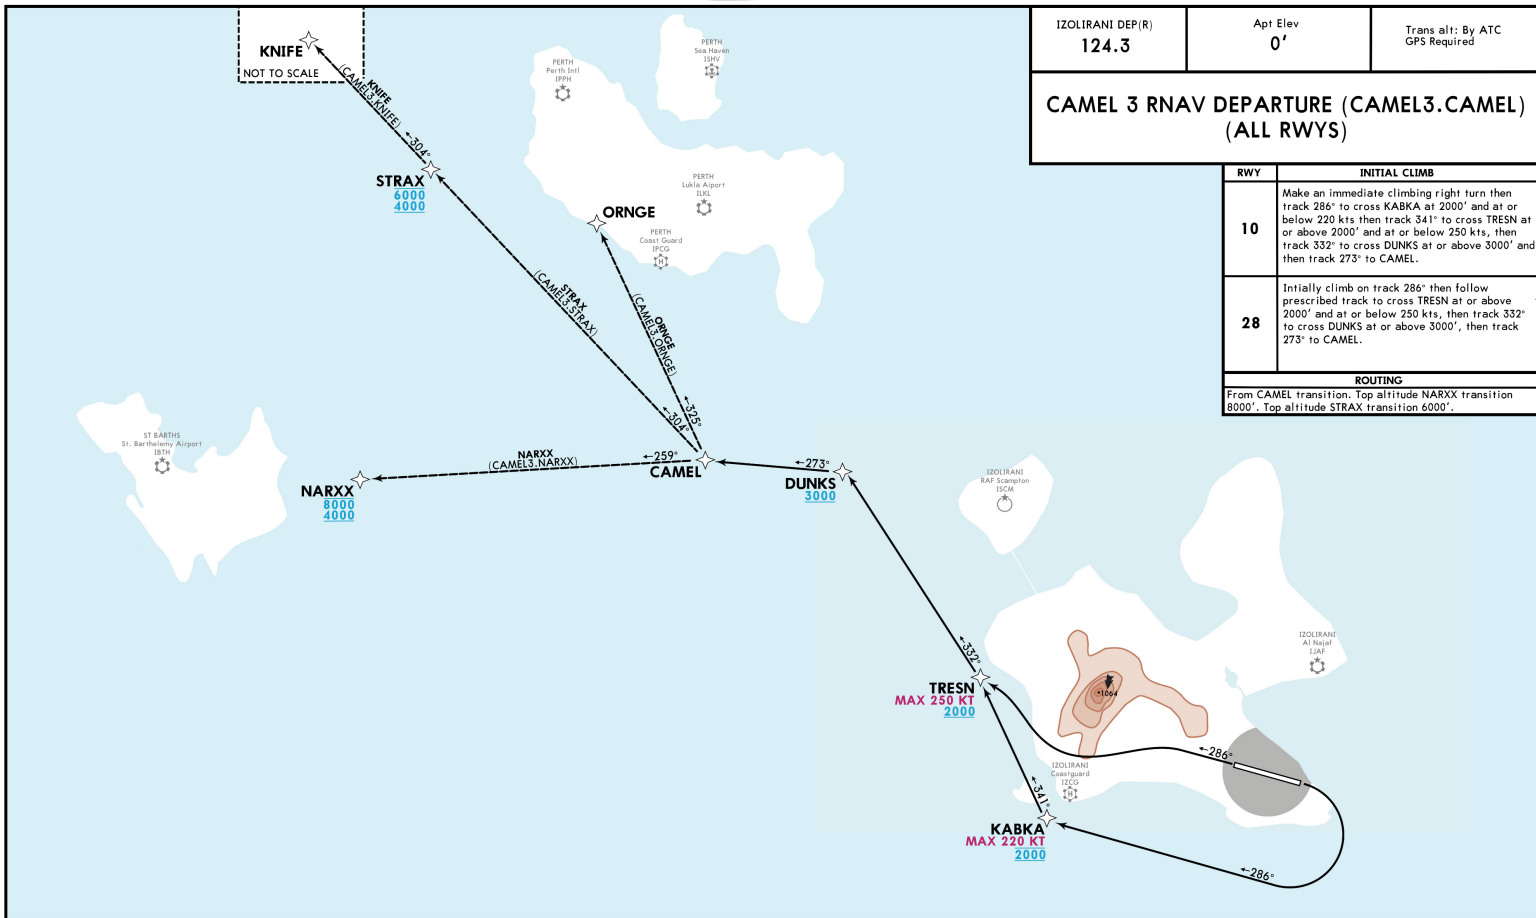 IZOLIRANI DEP(R)
124.3
Apt Elev
0'
Trans alt: By ATC
GPS Required
CAMEL 3 RNAV DEPARTURE (CAMEL3.CAMEL)
(ALL RWYS)
RWY
INITIAL CLIMB
10
Make an immediate climbing right turn then
track 286° to cross KABKA at 2000' and at or
below 220 kts then track 341° to cross TRESN at
or above 2000' and at or below 250 kts, then
track 332° to cross DUNKS at or above 3000' and
then track 273° to CAMEL.
28
Intially climb on track 286° then follow
prescribed track to cross TRESN at or above
2000' and at or below 250 kts, then track 332°
to cross DUNKS at or above 3000', then track
273° to CAMEL.
ROUTING
From CAMEL transition. Top altitude NARXX transition
8000'. Top altitude STRAX transition 6000'.
KNIFE
NOT TO SCALE
KNIFE
(CAMEL3.KNIFE)
304°
STRAX
6000
4000
PERTH
Perth Intl
IPPH
PERTH
Sea Haven
ISHV
PERTH
Lukla Aiport
ILKL
ORNGE
PERTH
Coast Guard
IPCG
H
STRAX
(CAMEL3.STRAX)
304°
ORNGE
(CAMEL3.ORNGE)
325°
ST BARTHS
St. Barthelemy Airport
IBTH
NARXX
(CAMEL3.NARXX)
259°
NARXX
8000
4000
CAMEL
273°
DUNKS
3000
IZOLIRANI
RAF Scampton
ISCM
332°
TRESN
MAX 250 KT
2000
1064
IZOLIRANI
Al Najaf
IJAF
286°
IZOLIRANI
Coastguard
IZCG
H
341°
KABKA
MAX 220 KT
2000
286°